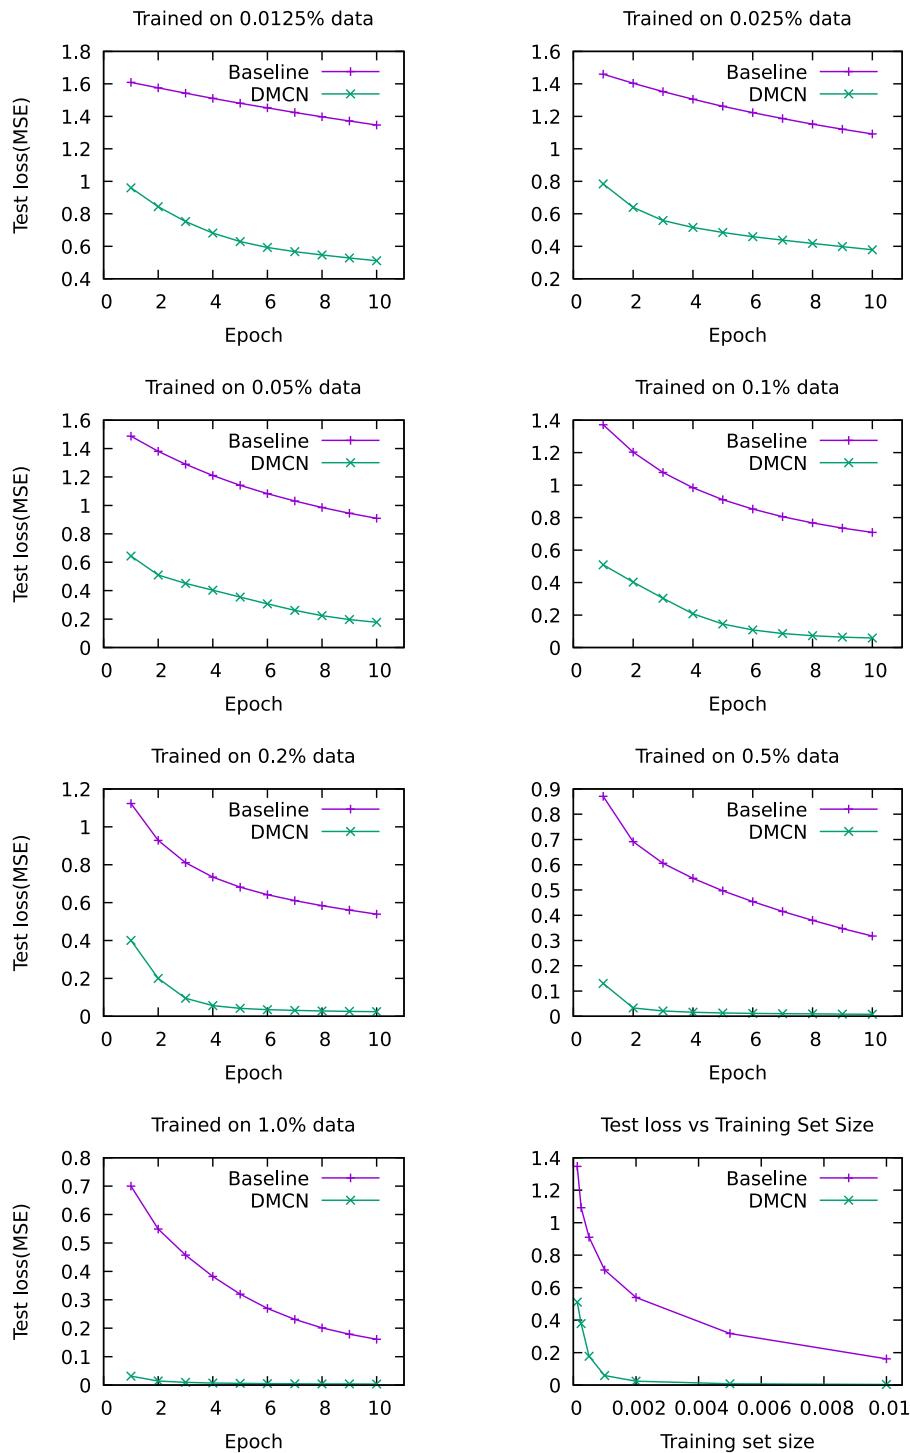 Trained on 0.0125% data
Test loss(MSE)
1.8
1.6
1.4
1.2
1
0.8
0.6
0.4
Baseline
DMCN
0 2 4 6 8 10
Epoch
Trained on 0.025% data
1.6
1.4
1.2
1
0.8
0.6
0.4
0.2
Baseline
DMCN
0 2 4 6 8 10
Epoch
Trained on 0.05% data
Test loss(MSE)
1.6
1.4
1.2
1
0.8
0.6
0.4
0.2
0
Baseline
DMCN
0 2 4 6 8 10
Epoch
Trained on 0.1% data
1.4
1.2
1
0.8
0.6
0.4
0.2
0
Baseline
DMCN
0 2 4 6 8 10
Epoch
Trained on 0.2% data
Test loss(MSE)
1.2
1
0.8
0.6
0.4
0.2
0
Baseline
DMCN
0 2 4 6 8 10
Epoch
Trained on 0.5% data
0.9
0.8
0.7
0.6
0.5
0.4
0.3
0.2
0.1
0
Baseline
DMCN
0 2 4 6 8 10
Epoch
Trained on 1.0% data
Test loss(MSE)
0.8
0.7
0.6
0.5
0.4
0.3
0.2
0.1
0
Baseline
DMCN
0 2 4 6 8 10
Epoch
Test loss vs Training Set Size
1.4
1.2
1
0.8
0.6
0.4
0.2
0
Baseline
DMCN
0 0.002 0.004 0.006 0.008 0.01
Training set size